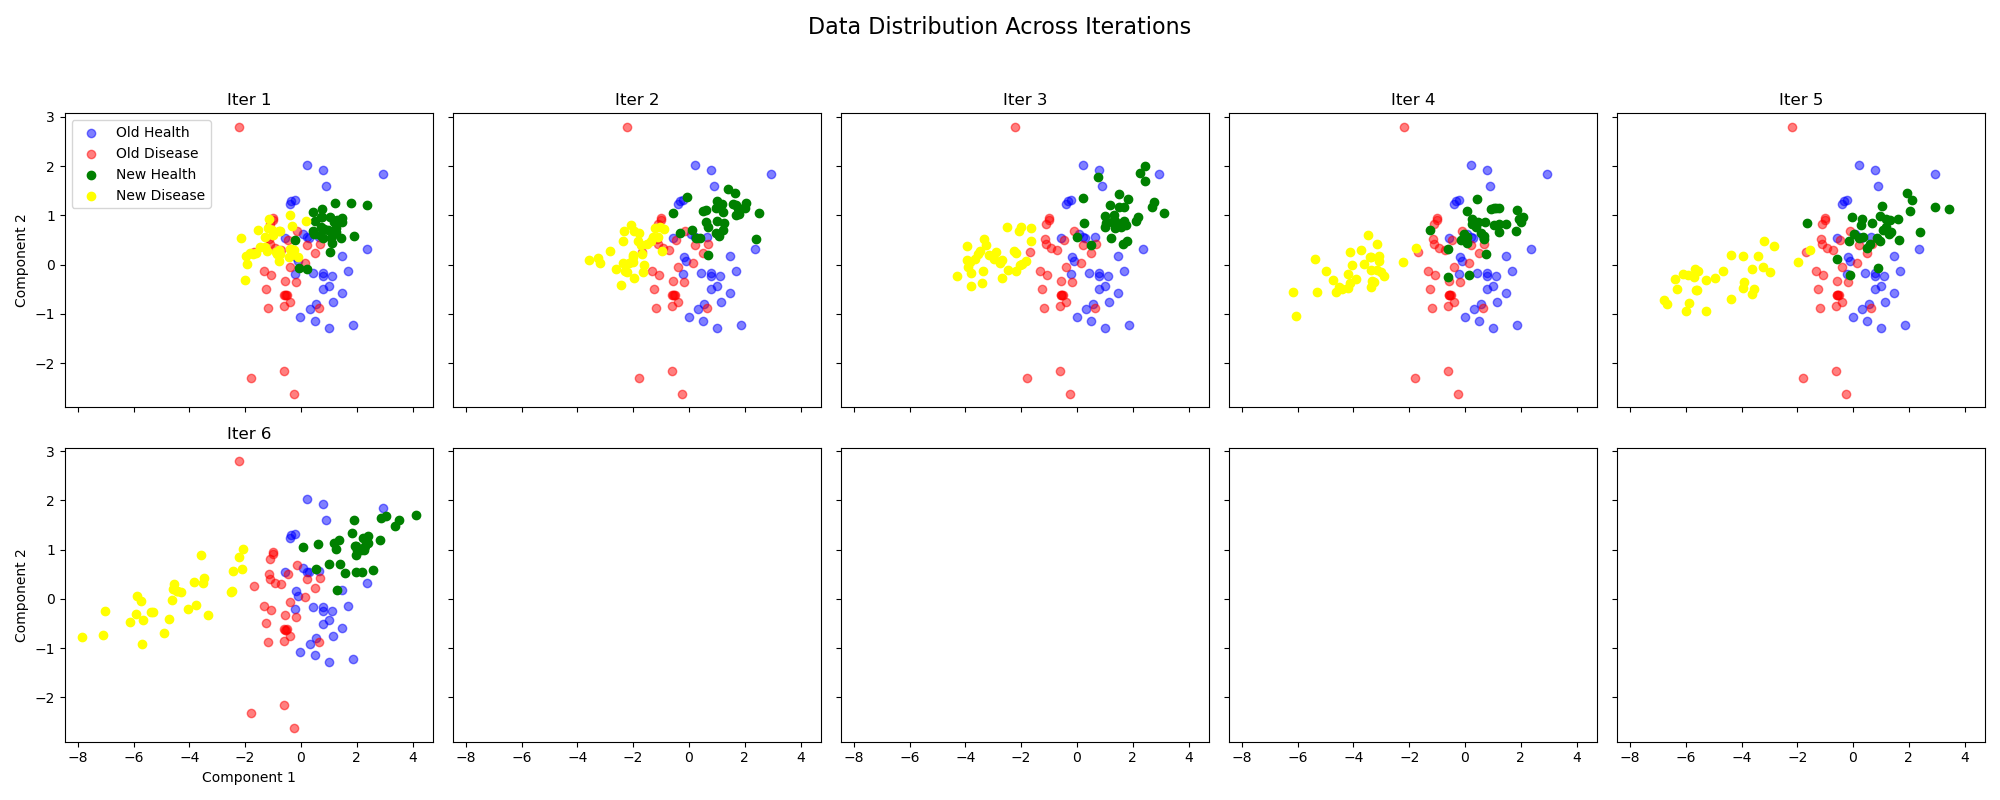 Data Distribution Across Iterations
Iter 1
Iter 2
Iter 3
Iter 4
Iter 5
Old Health
Old Disease
New Health
New Disease
3
2
1
0
−1
−2
Component 2
−8 −6 −4 −2 0 2 4
−8 −6 −4 −2 0 2 4
−8 −6 −4 −2 0 2 4
−8 −6 −4 −2 0 2 4
−8 −6 −4 −2 0 2 4
Iter 6
3
2
1
0
−1
−2
Component 2
Component 1